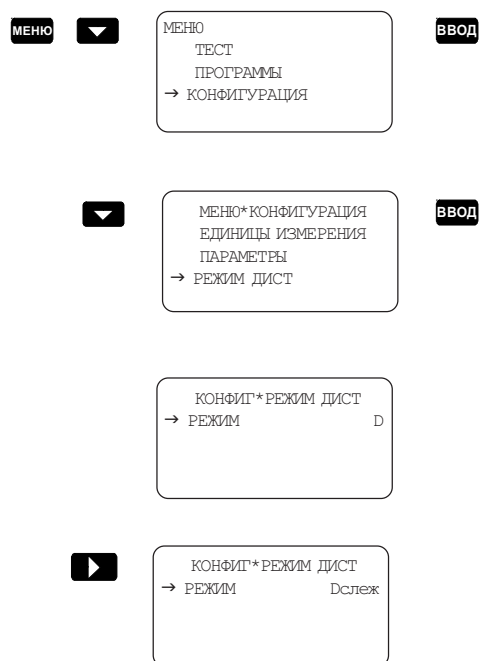 МЕНЮ
МЕНЮ
ВВОД
ТЕСТ
ПРОГРАММЫ
→ КОНФИГУРАЦИЯ
МЕНЮ*КОНФИГУРАЦИЯ
ВВОД
ЕДИНИЦЫ ИЗМЕРЕНИЯ
ПАРАМЕТРЫ
→ РЕЖИМ ДИСТ
КОНФИГ*РЕЖИМ ДИСТ
→ РЕЖИМ D
КОНФИГ*РЕЖИМ ДИСТ
→ РЕЖИМ Dслеж